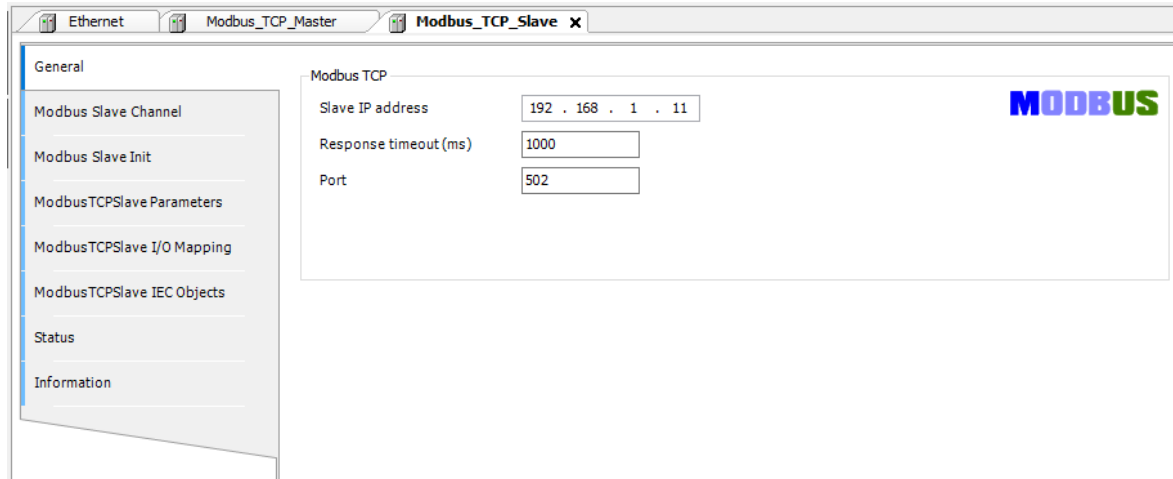 Ethernet Modbus_TCP_Master Modbus_TCP_Slave x
General
Modbus TCP
Slave IP address 192 . 168 . 1 . 11
MODBUS
Modbus Slave Channel
Response timeout (ms) 1000
Modbus Slave Init
Port 502
ModbusTCPSlave Parameters
ModbusTCPSlave I/O Mapping
ModbusTCPSlave IEC Objects
Status
Information